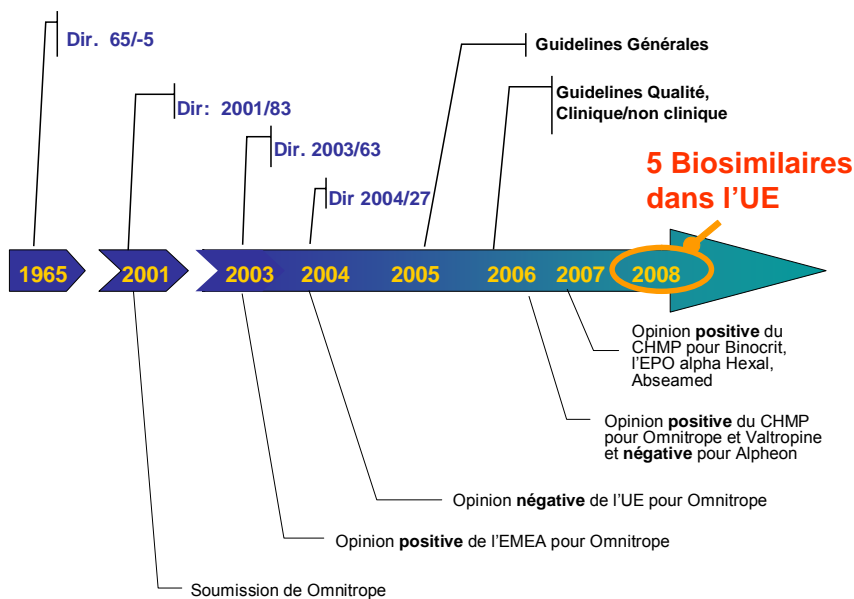 Dir. 65/-5
Guidelines Générales
Dir: 2001/83
Guidelines Qualité,
Clinique/non clinique
Dir. 2003/63
Dir 2004/27
5 Biosimilaires
dans l'UE
1965
2001
2003
2004
2005
2006
2007
2008
Opinion positive du
CHMP pour Binocrit,
l'EPO alpha Hexal,
Abseamed
Opinion positive du CHMP
pour Omnitrope et Valtropine
et négative pour Alpheon
Opinion négative de l'UE pour Omnitrope
Opinion positive de l'EMEA pour Omnitrope
Soumission de Omnitrope